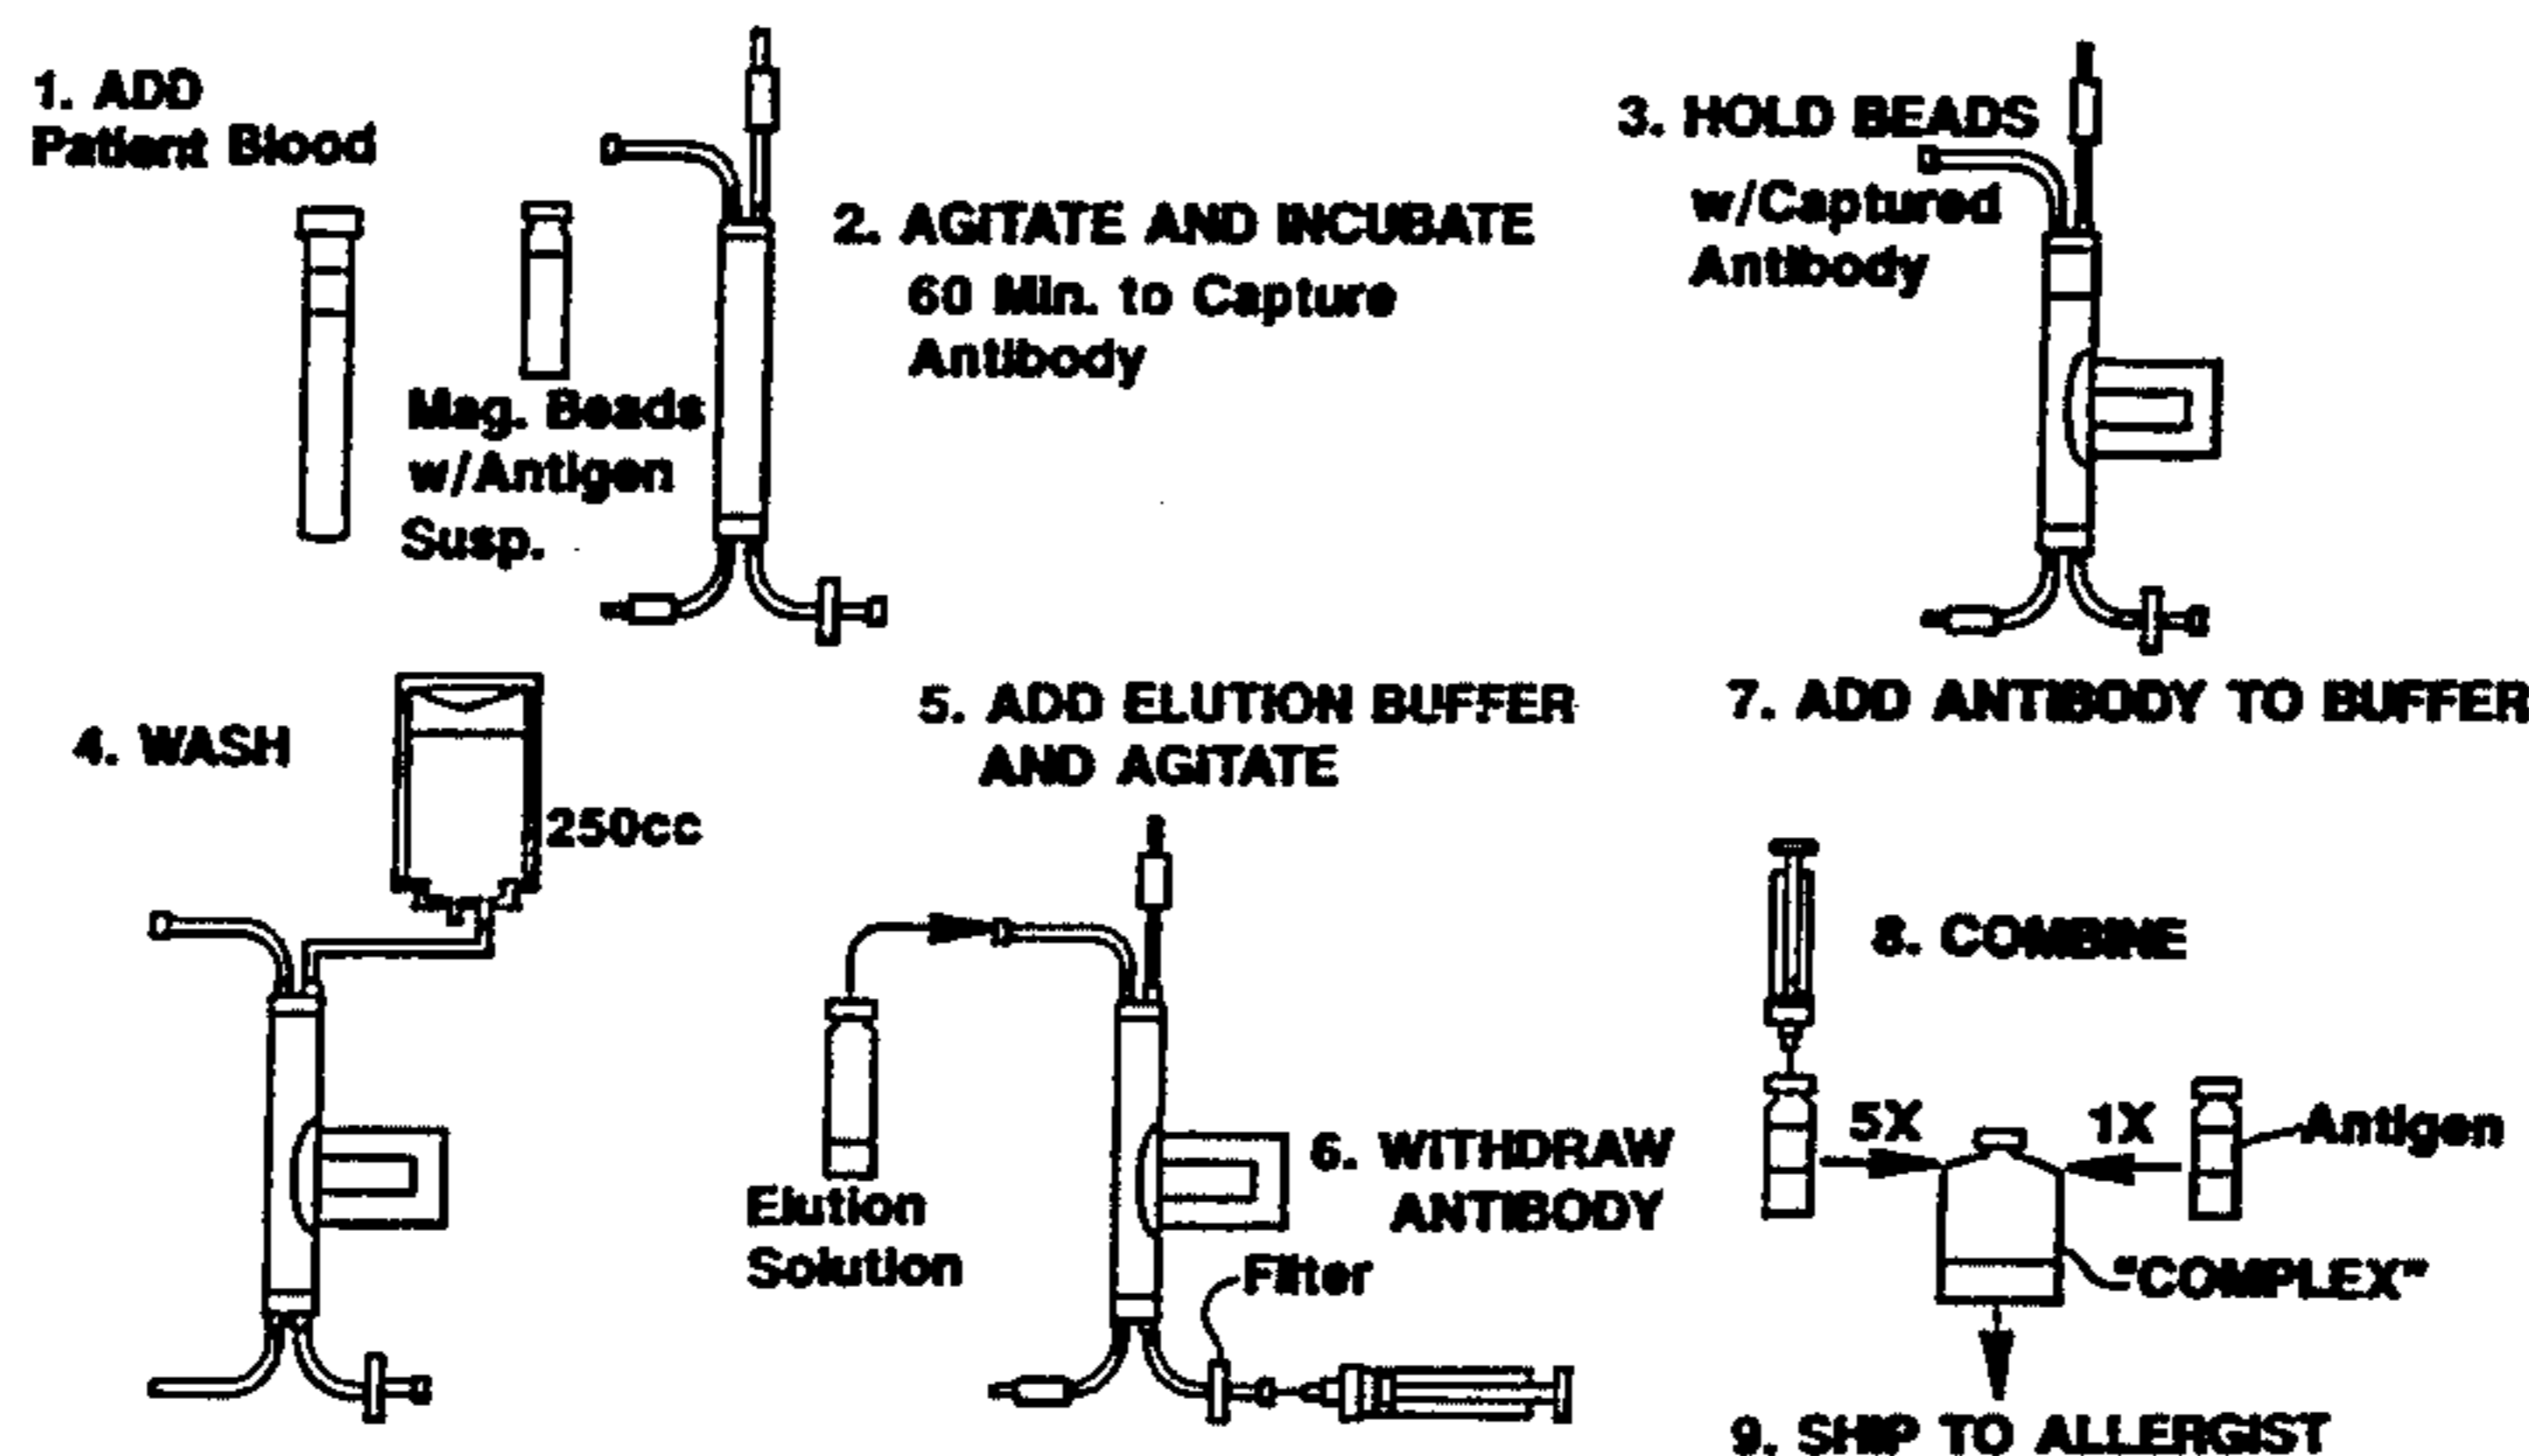 1. ADD
Patient Blood
Mag. Beads
w/Antigen
Susp.
2. AGITATE AND INCUBATE
60 Min. to Capture
Antibody
3. HOLD BEADS
w/Captured
Antibody
4. WASH
250cc
5. ADD ELUTION BUFFER
AND AGITATE
Elution
Solution
6. WITHDRAW
ANTIBODY
Filter
7. ADD ANTIBODY TO BUFFER
8. COMBINE
5X
1X
Antigen
"COMPLEX"
9. SHIP TO ALLERGIST